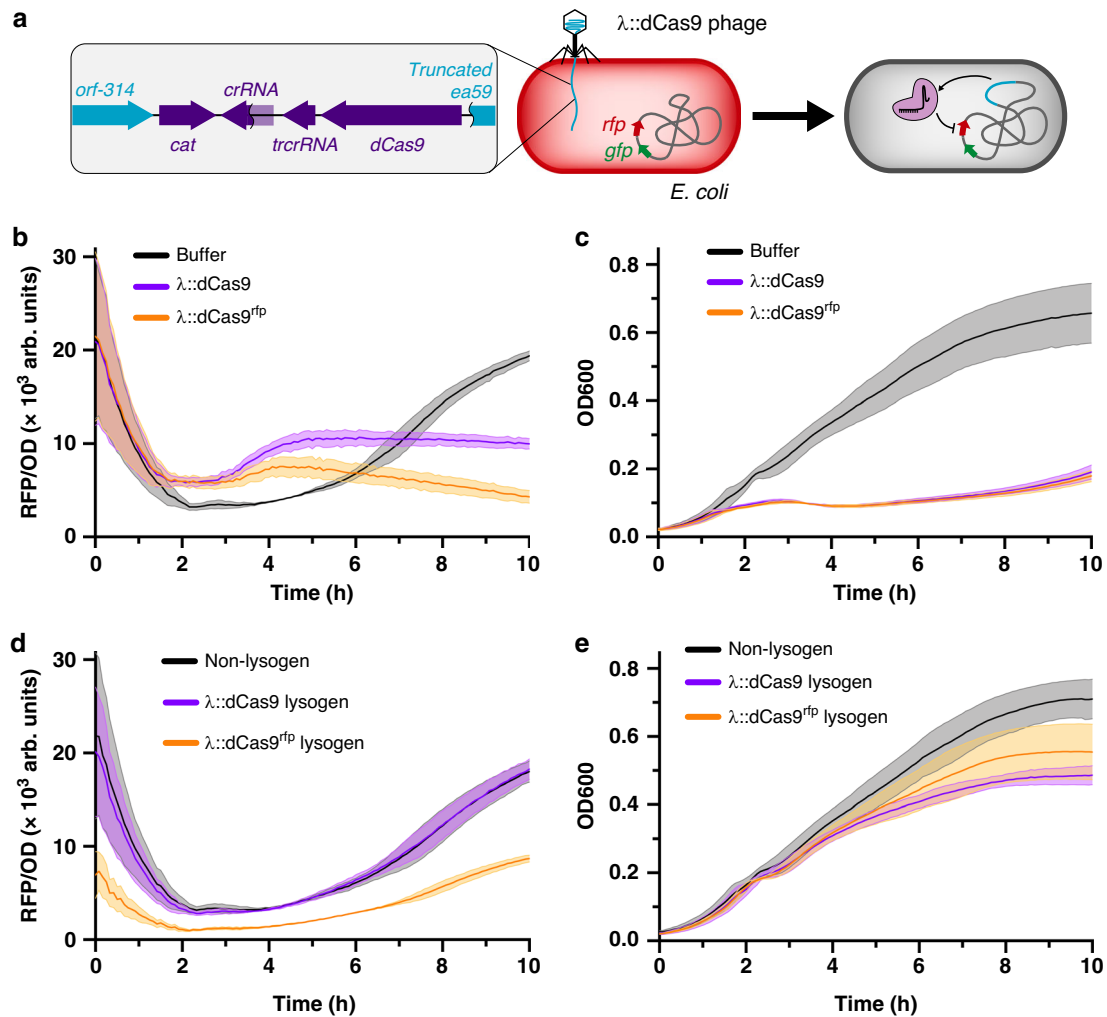 a
λ::dCas9 phage
Truncated
orf-314 crRNA ea59
cat trcrRNA dCas9
rfp
gfp
E. coli
b
RFP/OD (× 10³ arb. units)
30
20
10
0
Buffer
λ::dCas9
λ::dCas9ʳᶠᵖ
0 2 4 6 8 10
Time (h)
c
OD600
0.8
0.6
0.4
0.2
0.0
Buffer
λ::dCas9
λ::dCas9ʳᶠᵖ
0 2 4 6 8 10
Time (h)
d
RFP/OD (× 10³ arb. units)
30
20
10
0
Non-lysogen
λ::dCas9 lysogen
λ::dCas9ʳᶠᵖ lysogen
0 2 4 6 8 10
Time (h)
e
OD600
0.8
0.6
0.4
0.2
0.0
Non-lysogen
λ::dCas9 lysogen
λ::dCas9ʳᶠᵖ lysogen
0 2 4 6 8 10
Time (h)